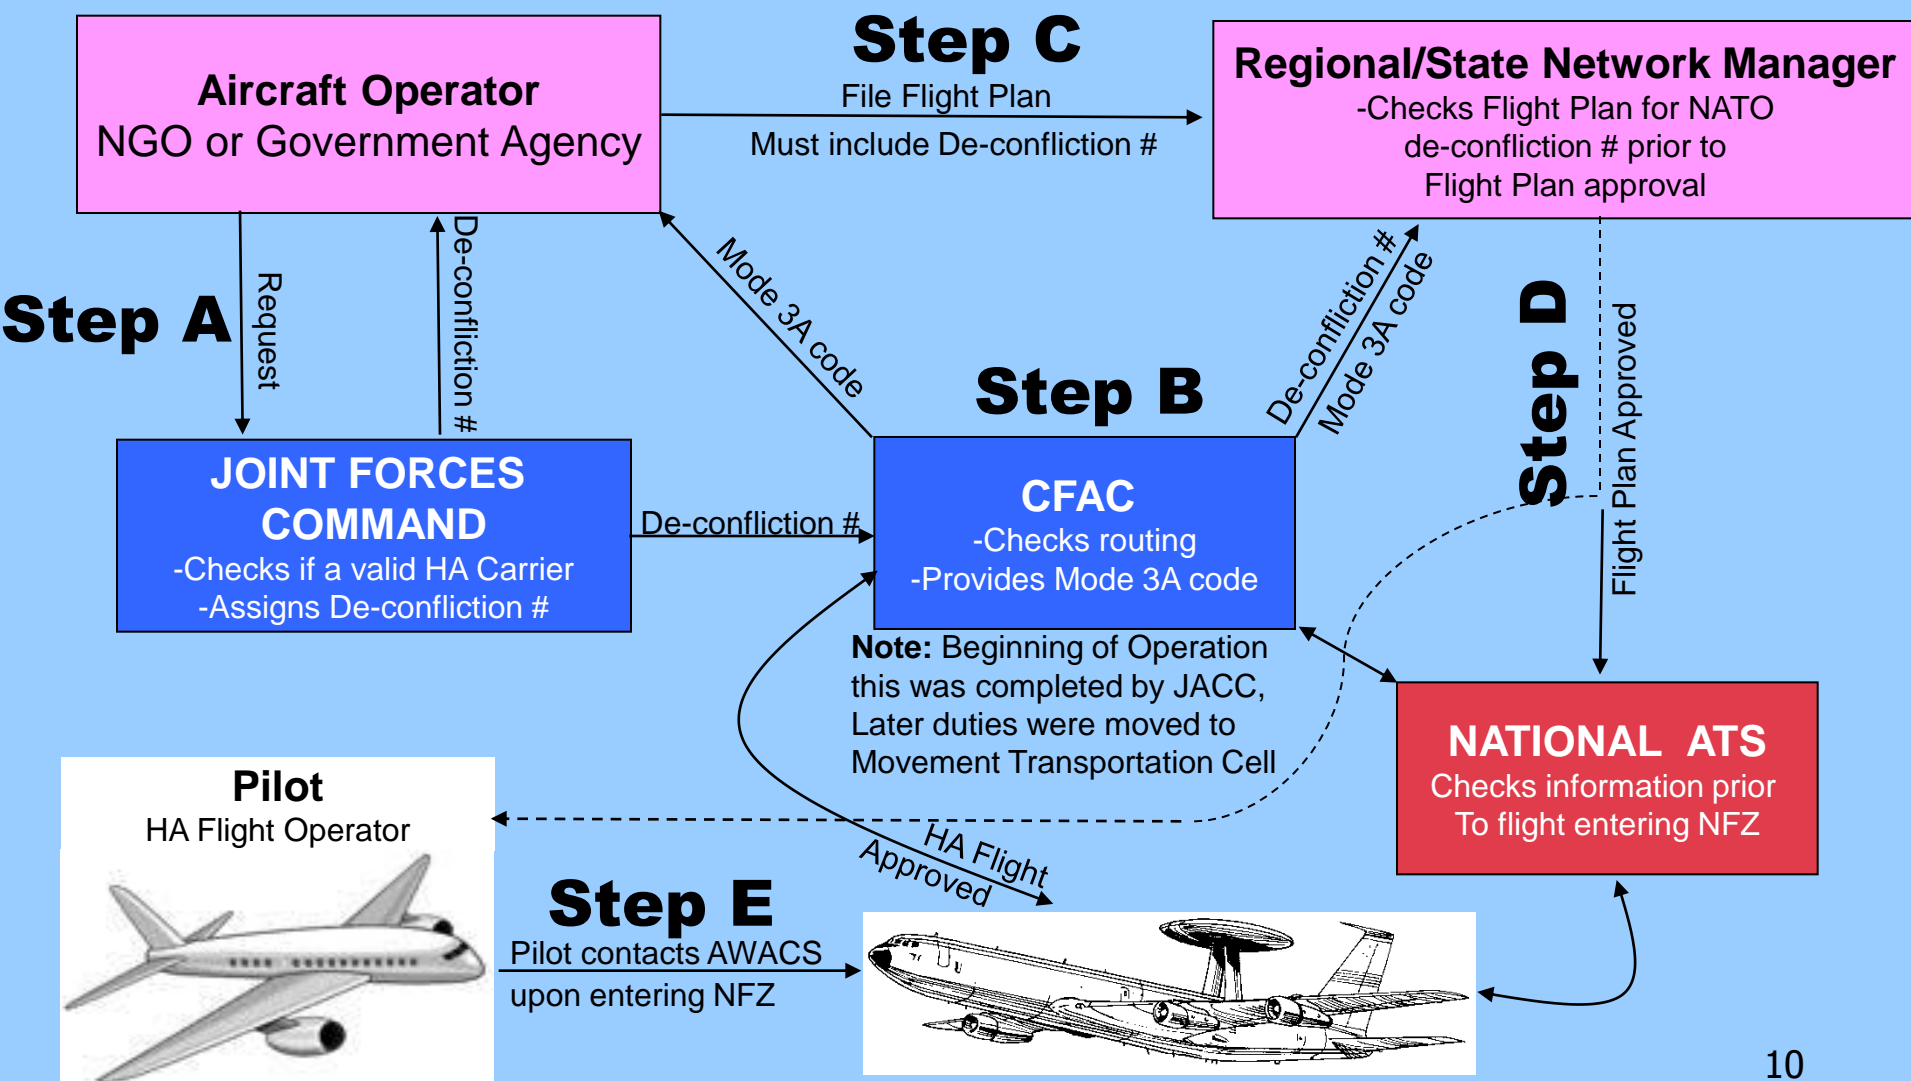 Step C
Aircraft Operator
NGO or Government Agency
File Flight Plan
Must include De-confliction #
Regional/State Network Manager
-Checks Flight Plan for NATO
de-confliction # prior to
Flight Plan approval
Step A
Request
De-confliction #
Mode 3A code
De-confliction #
Mode 3A code
Step D
Flight Plan Approved
Step B
JOINT FORCES
COMMAND
-Checks if a valid HA Carrier
-Assigns De-confliction #
De-confliction #
CFAC
-Checks routing
-Provides Mode 3A code
Note: Beginning of Operation
this was completed by JACC,
Later duties were moved to
Movement Transportation Cell
NATIONAL ATS
Checks information prior
To flight entering NFZ
Pilot
HA Flight Operator
HA Flight
Approved
Step E
Pilot contacts AWACS
upon entering NFZ
10